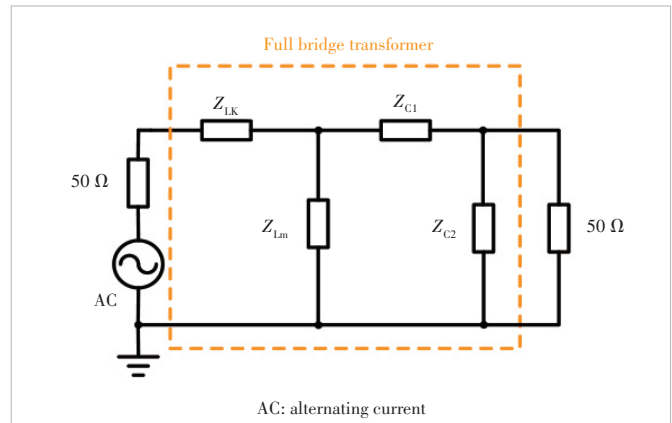 Full bridge transformer
Z_LK
Z_C1
50 Ω
Z_Lm
Z_C2
50 Ω
AC
AC: alternating current